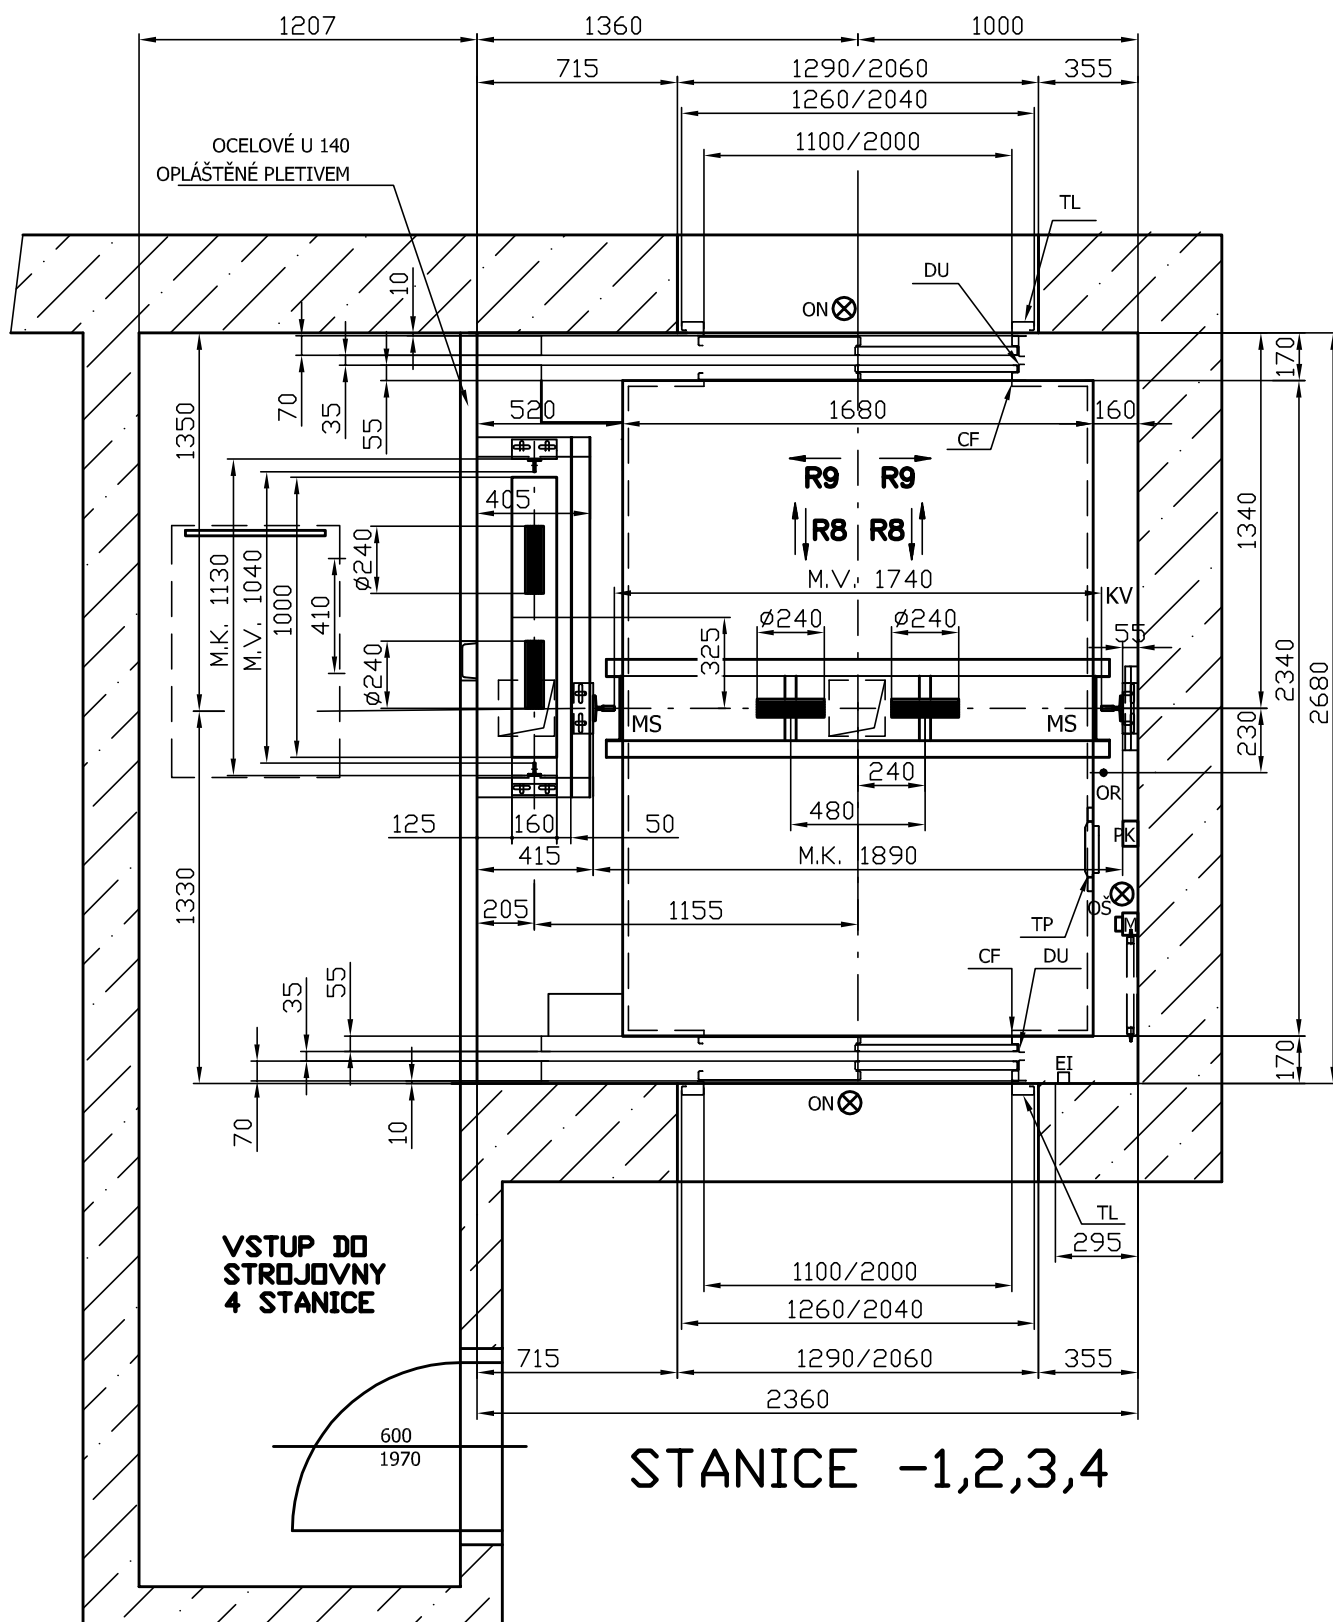 1207
1360
1000
715
1290/2060
355
1260/2040
1100/2000
OCELOVÉ U 140
OPLÁŠTĚNÉ PLETIVEM
TL
DU
ON
10
70
35
55
170
1350
520
1680
160
CF
R9
R9
R8
R8
405
1340
M.K. 1130
M.V. 1040
1000
410
ø240
ø240
M.V. 1740
KV
ø240
ø240
325
55
2340
2680
MS
MS
230
240
OR
480
125
160
50
PK
415
M.K. 1890
1330
205
1155
OŠ
TP
M
CF
DU
35
55
EI
170
70
10
ON
TL
295
VSTUP DO
STROJOVNY
4 STANICE
1100/2000
1260/2040
715
1290/2060
355
2360
600
1970
STANICE -1,2,3,4